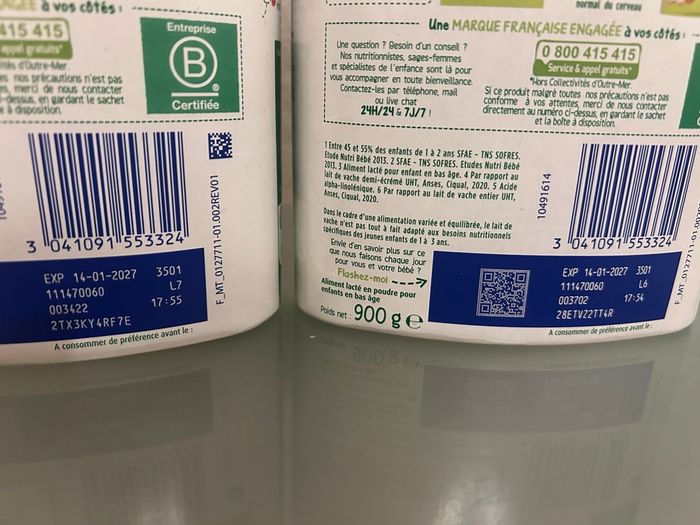 à vos côtés :
415 415
appel gratuits*
Outre-Mer.
nos précautions n'est pas
merci de nous contacter
ci-dessus, en gardant le sachet
à disposition.
Entreprise
B
Certifiée
3 041091 553324
F_MT_0127711-01.002REV01
EXP 14-01-2027 3501
111470060 L7
003422 17:55
2TX3KY4RF7E
A consommer de préférence avant le :
normal du cerveau
Une MARQUE FRANÇAISE ENGAGÉE à vos côtés :
Une question ? Besoin d'un conseil ?
Nos nutritionnistes, sages-femmes
et spécialistes de l'enfance sont là pour
vous accompagner en toute bienveillance.
Contactez-les par téléphone, mail
ou live chat
24H/24 & 7J/7 !
0 800 415 415
Service & appel gratuits*
*Hors Collectivités d'Outre-Mer.
Si ce produit malgré toutes nos précautions n'est pas
conforme à vos attentes, merci de nous contacter
directement au numéro ci-dessus, en gardant le sachet
et la boîte à disposition.
1 Entre 45 et 55% des enfants de 1 à 2 ans SFAE - TNS SOFRES.
Etude Nutri Bébé 2013. 2 SFAE - TNS SOFRES. Etudes Nutri Bébé
2013. 3 Aliment lacté pour enfant en bas âge. 4 Par rapport au
lait de vache demi-écrémé UHT, Anses, Ciqual, 2020. 5 Acide
alpha-linolénique. 6 Par rapport au lait de vache entier UHT,
Anses, Ciqual, 2020.
Dans le cadre d'une alimentation variée et équilibrée, le lait de
vache n'est pas tout à fait adapté aux besoins nutritionnels
spécifiques des jeunes enfants de 1 à 3 ans.
Envie d'en savoir plus sur ce
que nous faisons chaque jour
pour vous et votre bébé ?
Flashez-moi
Aliment lacté en poudre pour
enfants en bas âge
Poids net : 900 g e
10491614
3 041091 553324
EXP 14-01-2027 3501
111470060 L6
003702 17:54
28ETV22TT4R
A consommer de préférence avant le :